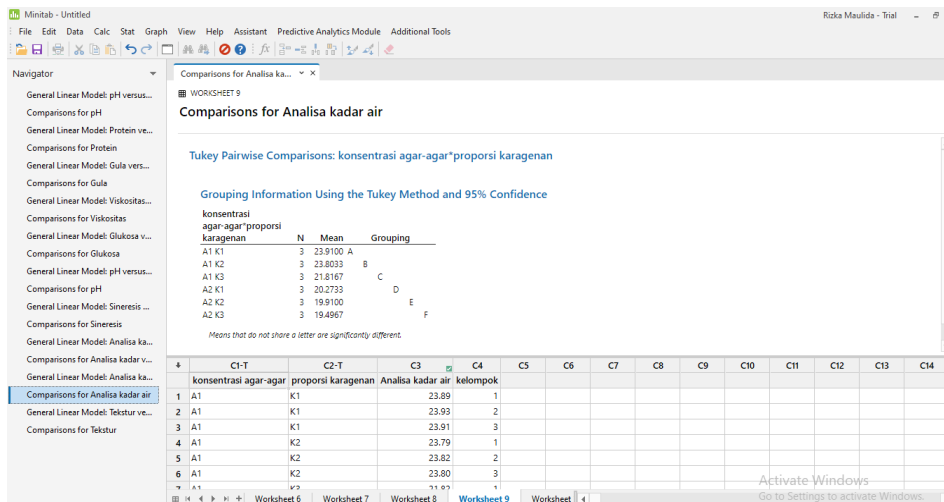 Minitab - Untitled
Rizka Maulida - Trial
File Edit Data Calc Stat Graph View Help Assistant Predictive Analytics Module Additional Tools
Navigator
General Linear Model: pH versus...
Comparisons for pH
General Linear Model: Protein ve...
Comparisons for Protein
General Linear Model: Gula vers...
Comparisons for Gula
General Linear Model: Viskositas...
Comparisons for Viskositas
General Linear Model: Glukosa v...
Comparisons for Glukosa
General Linear Model: pH versus...
Comparisons for pH
General Linear Model: Sineresis ...
Comparisons for Sineresis
General Linear Model: Analisa ka...
Comparisons for Analisa kadar v...
General Linear Model: Analisa ka...
Comparisons for Analisa kadar air
General Linear Model: Tekstur ve...
Comparisons for Tekstur
Comparisons for Analisa ka...
WORKSHEET 9
Comparisons for Analisa kadar air
Tukey Pairwise Comparisons: konsentrasi agar-agar*proporsi karagenan
Grouping Information Using the Tukey Method and 95% Confidence
konsentrasi
agar-agar*proporsi
karagenan N Mean Grouping
A1 K1 3 23.9100 A
A1 K2 3 23.8033 B
A1 K3 3 21.8167 C
A2 K1 3 20.2733 D
A2 K2 3 19.9100 E
A2 K3 3 19.4967 F
Means that do not share a letter are significantly different.
C1-T C2-T C3 C4 C5 C6 C7 C8 C9 C10 C11 C12 C13 C14
konsentrasi agar-agar proporsi karagenan Analisa kadar air kelompok
1 A1 K1 23.89 1
2 A1 K1 23.93 2
3 A1 K1 23.91 3
4 A1 K2 23.79 1
5 A1 K2 23.82 2
6 A1 K2 23.80 3
7 A1 K3 21.82 1
Activate Windows
Go to Settings to activate Windows.
Worksheet 6 Worksheet 7 Worksheet 8 Worksheet 9 Worksheet